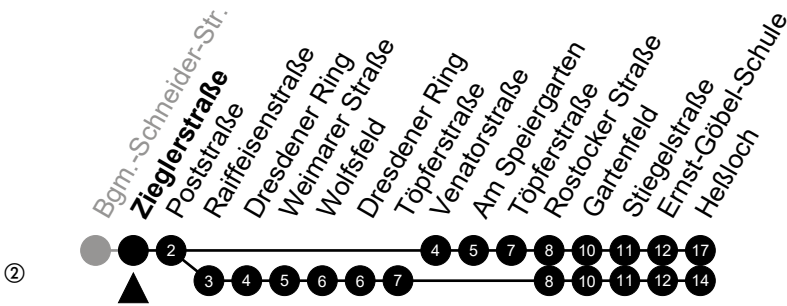 Bgm.-Schneider-Str.
Zieglerstraße
Poststraße
Raiffeisenstraße
Dresdener Ring
Weimarer Straße
Wolfsfeld
Dresdener Ring
Töpferstraße
Venatorstraße
Am Speiergarten
Töpferstraße
Rostocker Straße
Gartenfeld
Stiegelstraße
Ernst-Göbel-Schule
Heßloch
2 4 5 7 8 10 11 12 17
② 3 4 5 6 6 7 8 10 11 12 14